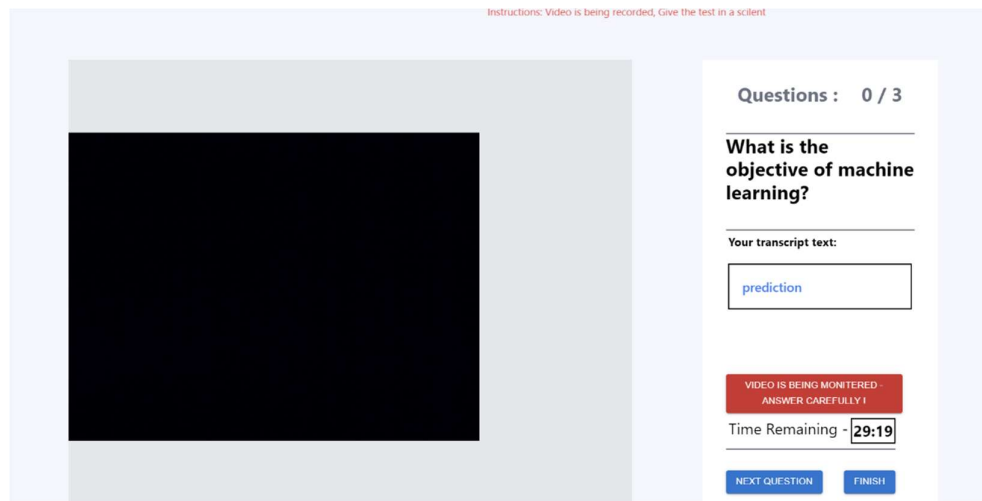 Instructions: Video is being recorded, Give the test in a scilent
Questions : 0 / 3
What is the
objective of machine
learning?
Your transcript text:
prediction
VIDEO IS BEING MONITERED -
ANSWER CAREFULLY !
Time Remaining - 29:19
NEXT QUESTION FINISH